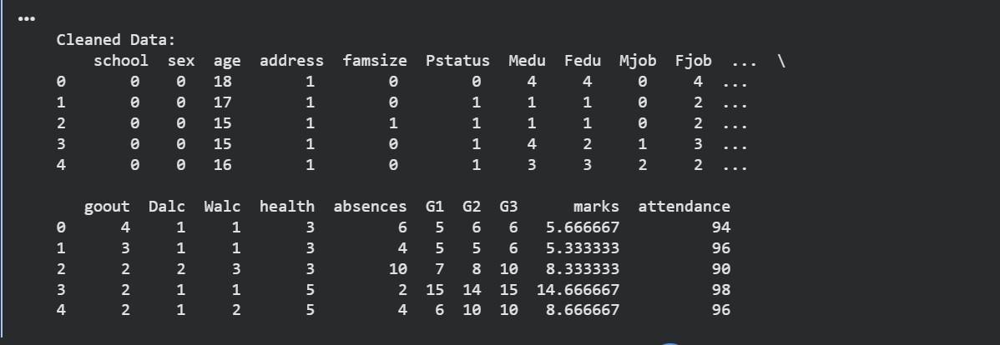 ...
Cleaned Data:
school sex age address famsize Pstatus Medu Fedu Mjob Fjob ... \
0 0 0 18 1 0 0 4 4 0 4 ...
1 0 0 17 1 0 1 1 1 0 2 ...
2 0 0 15 1 1 1 1 1 0 2 ...
3 0 0 15 1 0 1 4 2 1 3 ...
4 0 0 16 1 0 1 3 3 2 2 ...
goout Dalc Walc health absences G1 G2 G3 marks attendance
0 4 1 1 3 6 5 6 6 5.666667 94
1 3 1 1 3 4 5 5 6 5.333333 96
2 2 2 3 3 10 7 8 10 8.333333 90
3 2 1 1 5 2 15 14 15 14.666667 98
4 2 1 2 5 4 6 10 10 8.666667 96